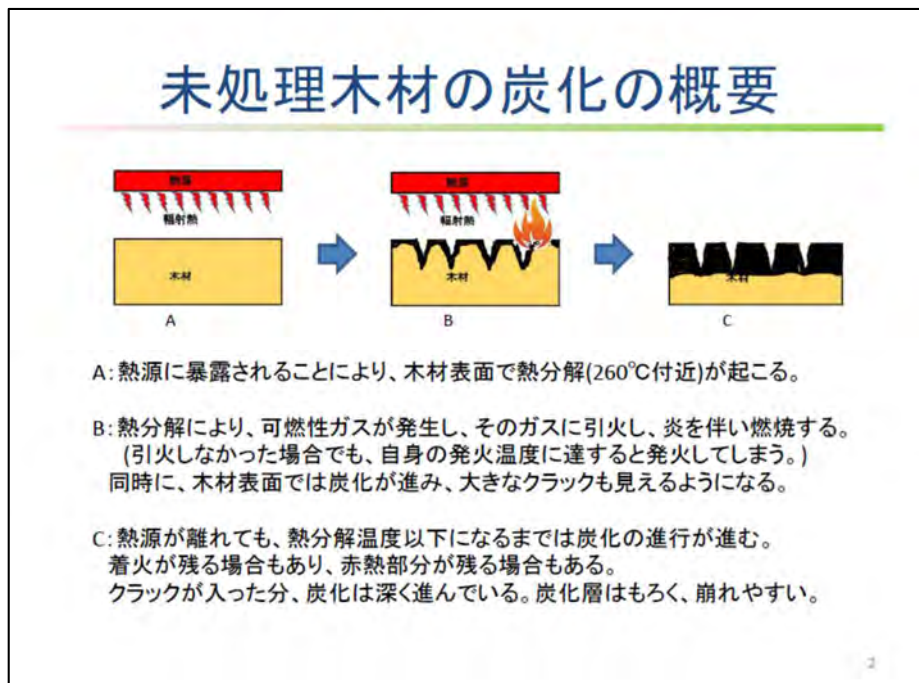 未処理木材の炭化の概要
熱源
輻射熱
木材
A
熱源
輻射熱
木材
B
木材
C
A:熱源に暴露されることにより、木材表面で熱分解(260℃付近)が起こる。
B:熱分解により、可燃性ガスが発生し、そのガスに引火し、炎を伴い燃焼する。
(引火しなかった場合でも、自身の発火温度に達すると発火してしまう。)
同時に、木材表面では炭化が進み、大きなクラックも見えるようになる。
C:熱源が離れても、熱分解温度以下になるまでは炭化の進行が進む。
着火が残る場合もあり、赤熱部分が残る場合もある。
クラックが入った分、炭化は深く進んでいる。炭化層はもろく、崩れやすい。
2